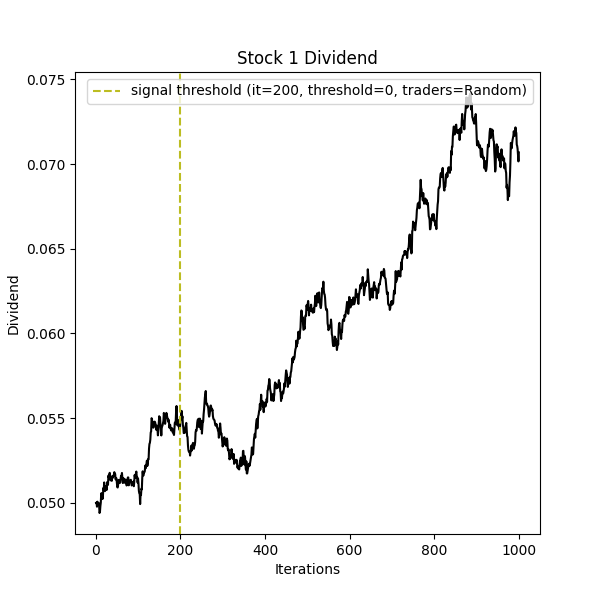 Stock 1 Dividend
signal threshold (it=200, threshold=0, traders=Random)
0.075
0.070
0.065
0.060
0.055
0.050
Dividend
0 200 400 600 800 1000
Iterations